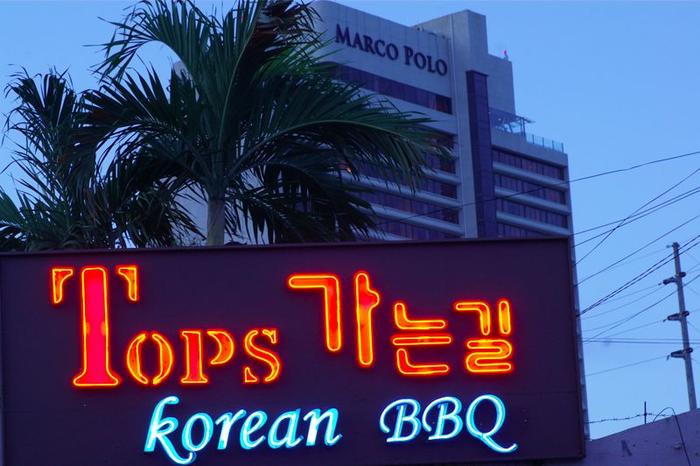 MARCO POLO
TOPS 가는길
korean BBQ